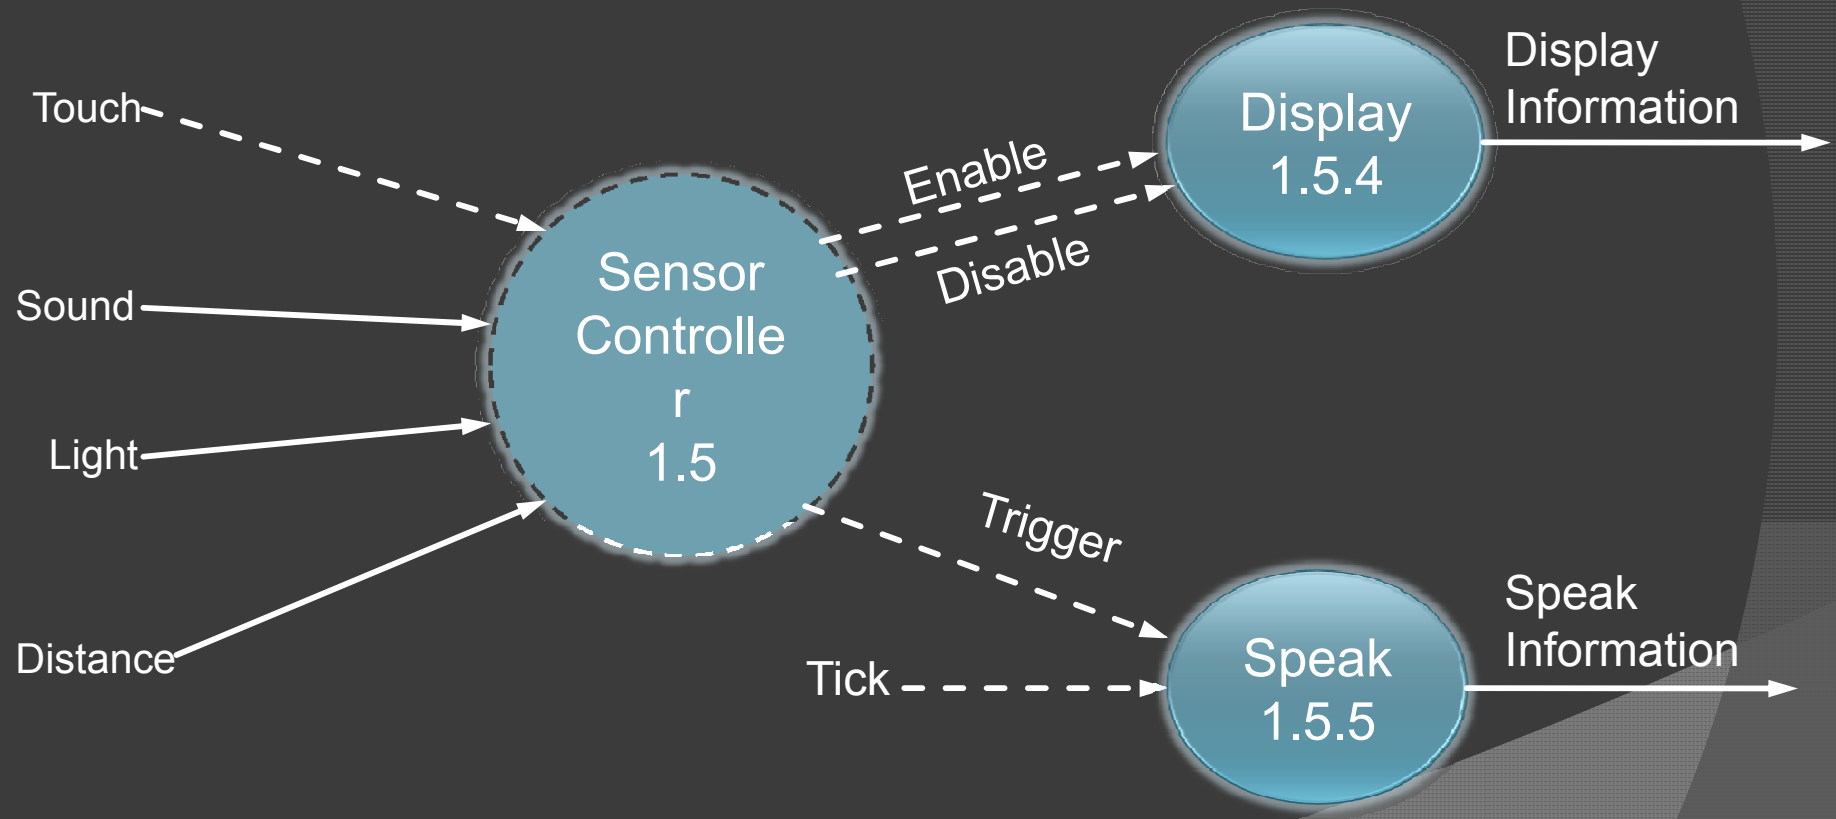 Touch
Sound
Light
Distance
Sensor
Controlle
r
1.5
Enable
Disable
Trigger
Tick
Display
1.5.4
Display
Information
Speak
1.5.5
Speak
Information